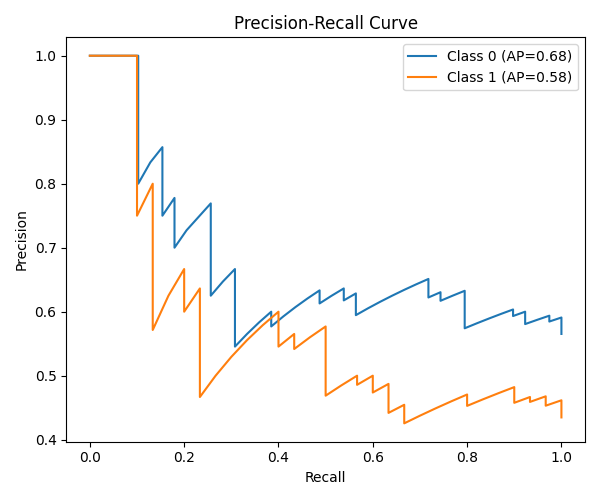 Precision-Recall Curve
Class 0 (AP=0.68)
Class 1 (AP=0.58)
Precision
1.0
0.9
0.8
0.7
0.6
0.5
0.4
0.0 0.2 0.4 0.6 0.8 1.0
Recall